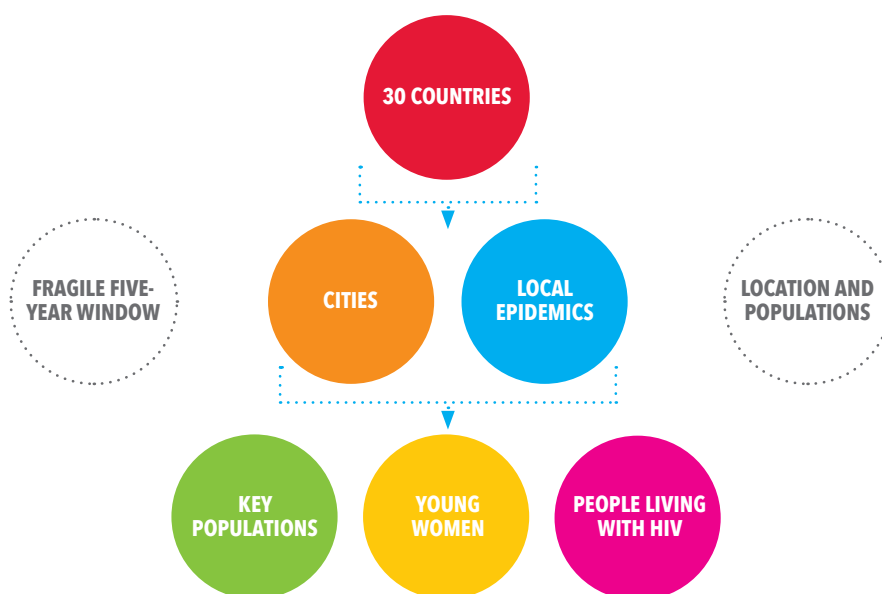 30 COUNTRIES
FRAGILE FIVE-
YEAR WINDOW
CITIES
LOCAL
EPIDEMICS
LOCATION AND
POPULATIONS
KEY
POPULATIONS
YOUNG
WOMEN
PEOPLE LIVING
WITH HIV